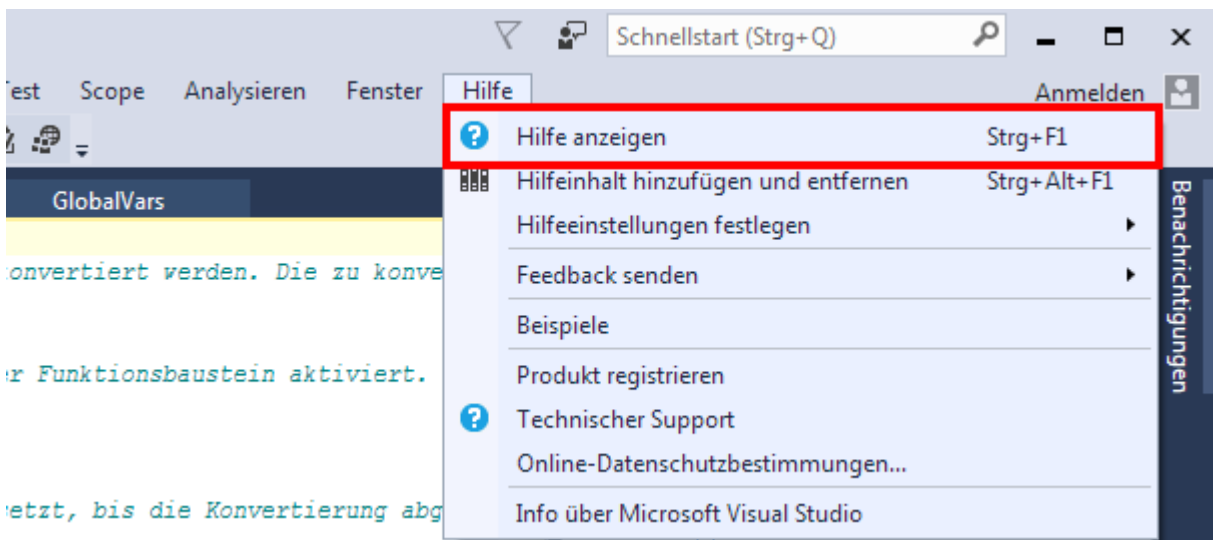 Schnellstart (Strg+Q)
Scope Analysieren Fenster Hilfe Anmelden
Hilfe anzeigen Strg+F1
Hilfeinhalt hinzufügen und entfernen Strg+Alt+F1
GlobalVars
Hilfeeinstellungen festlegen
onvertiert werden. Die zu konve
Feedback senden
Beispiele
r Funktionsbaustein aktiviert.
Produkt registrieren
Technischer Support
Online-Datenschutzbestimmungen...
etzt, bis die Konvertierung abg
Info über Microsoft Visual Studio
Benachrichtigungen